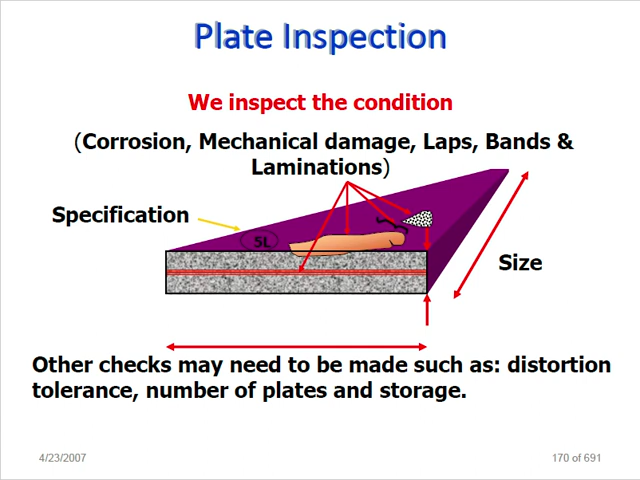 Plate Inspection
We inspect the condition
(Corrosion, Mechanical damage, Laps, Bands &
Laminations)
Specification
5L
Size
Other checks may need to be made such as: distortion
tolerance, number of plates and storage.
4/23/2007
170 of 691